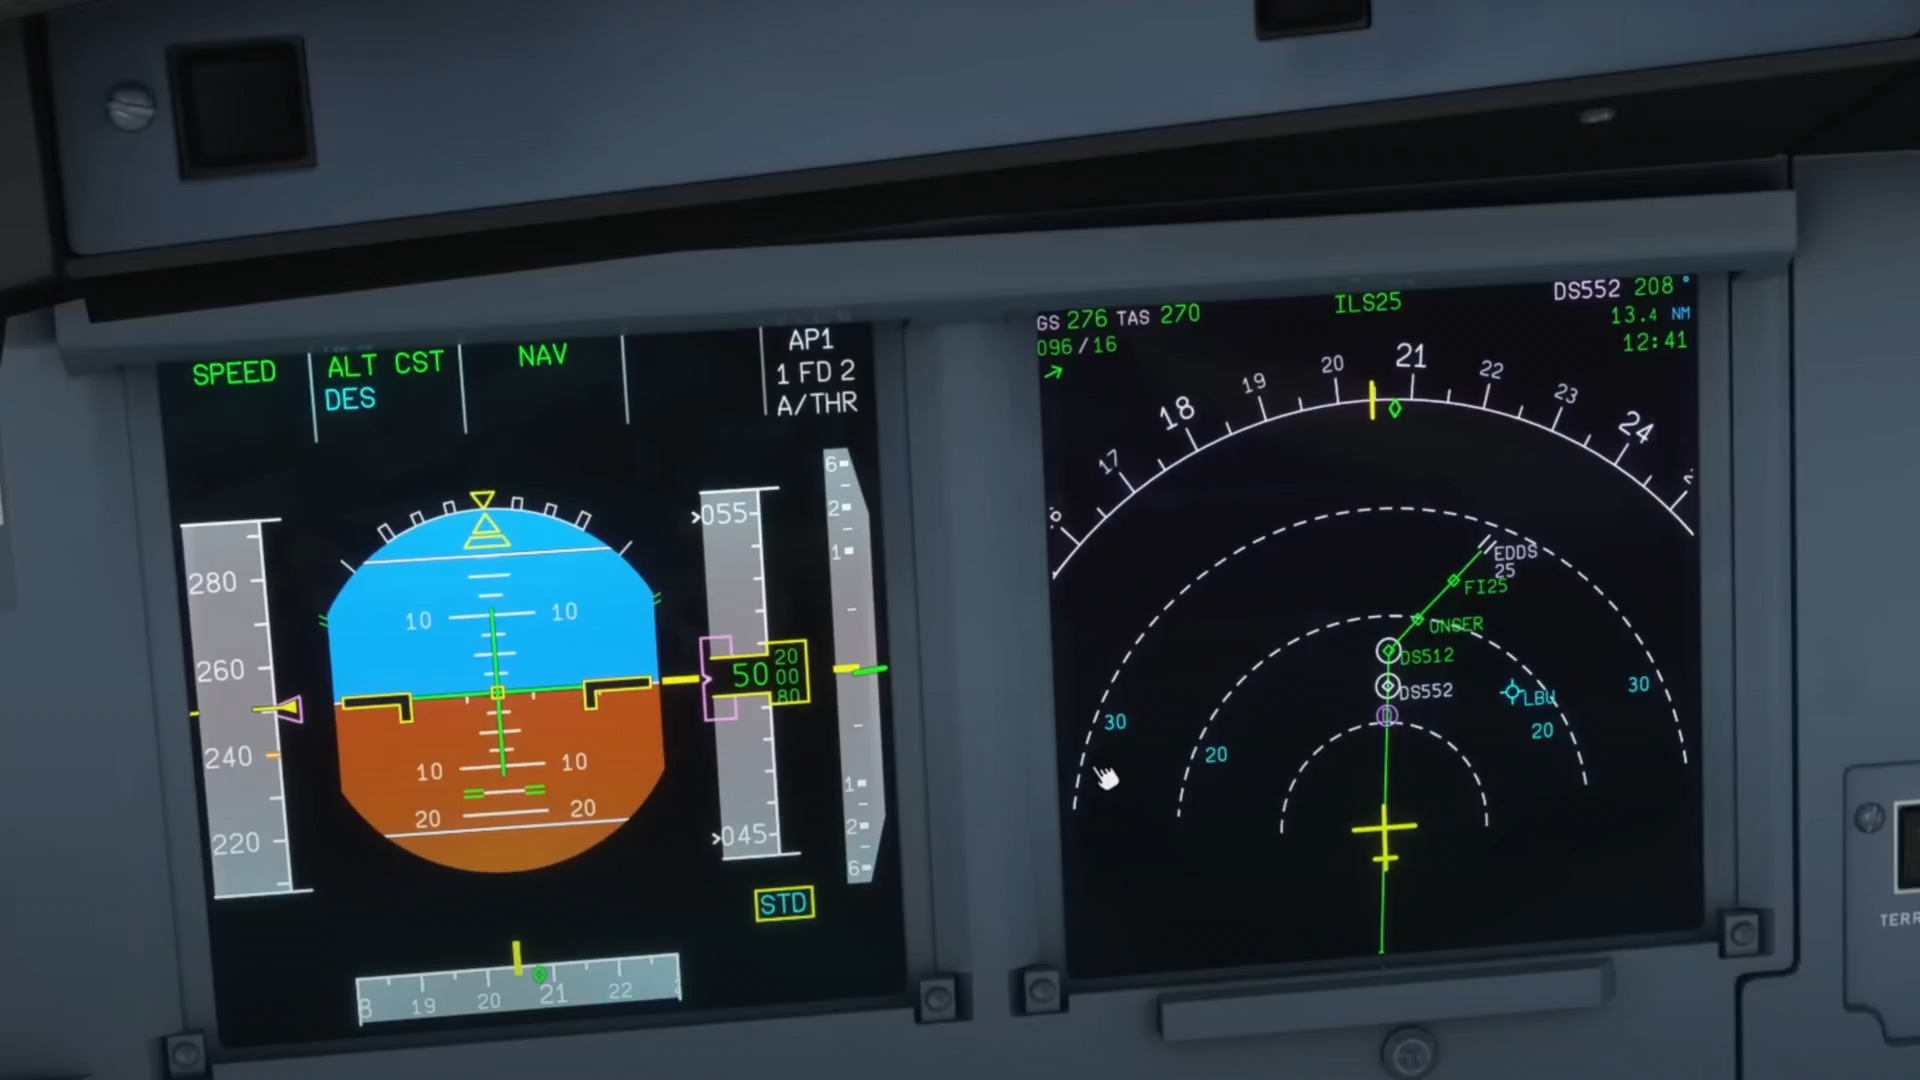 SPEED
ALT CST
DES
NAV
AP1
1 FD 2
A/THR
280
260
240
220
10 10
10 10
20 20
055
50
20
00
80
045
6
2
1
1
2
6
STD
19 20 21 22
GS 276 TAS 270
096/16
ILS25
DS552 208°
13.4 NM
12:41
17 18 19 20 21 22 23 24
EDDS
25
FI25
UNSER
DS512
DS552
LBU
30 30
20 20
TERR